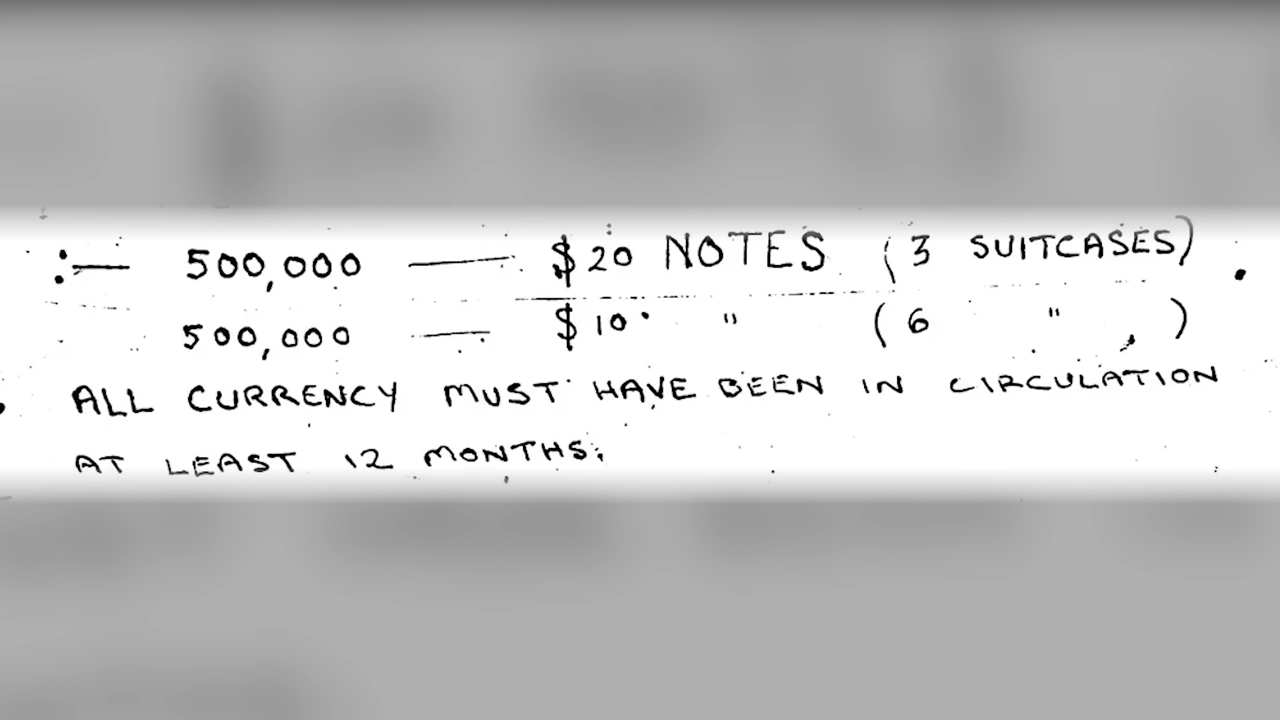 :— 500,000 — $20 NOTES (3 SUITCASES)
500,000 — $10 " (6 " )
ALL CURRENCY MUST HAVE BEEN IN CIRCULATION
AT LEAST 12 MONTHS.